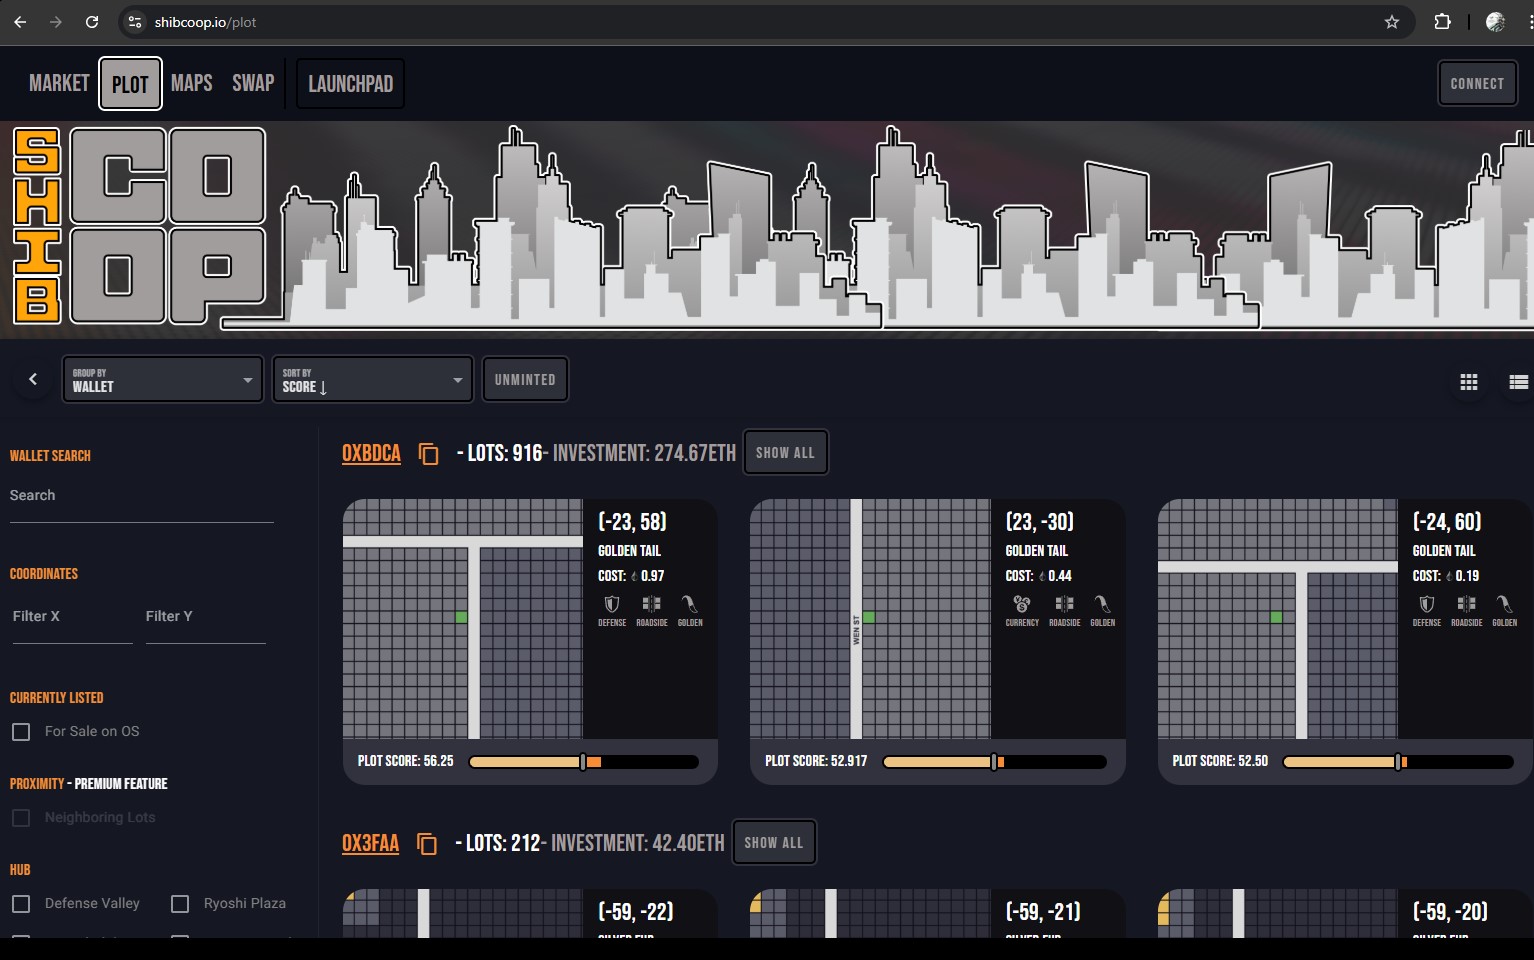 shibcoop.io/plot
MARKET PLOT MAPS SWAP LAUNCHPAD CONNECT
SHIB COOP
GROUP BY
WALLET
SORT BY
SCORE ↓
UNMINTED
WALLET SEARCH
Search
COORDINATES
Filter X Filter Y
CURRENTLY LISTED
For Sale on OS
PROXIMITY - PREMIUM FEATURE
Neighboring Lots
HUB
Defense Valley Ryoshi Plaza
0XBDCA - LOTS: 916- INVESTMENT: 274.67ETH SHOW ALL
(-23, 58)
GOLDEN TAIL
COST: 0.97
DEFENSE ROADSIDE GOLDEN
PLOT SCORE: 56.25
WEN ST
(23, -30)
GOLDEN TAIL
COST: 0.44
CURRENCY ROADSIDE GOLDEN
PLOT SCORE: 52.917
(-24, 60)
GOLDEN TAIL
COST: 0.19
DEFENSE ROADSIDE GOLDEN
PLOT SCORE: 52.50
0X3FAA - LOTS: 212- INVESTMENT: 42.40ETH SHOW ALL
(-59, -22)
(-59, -21)
(-59, -20)